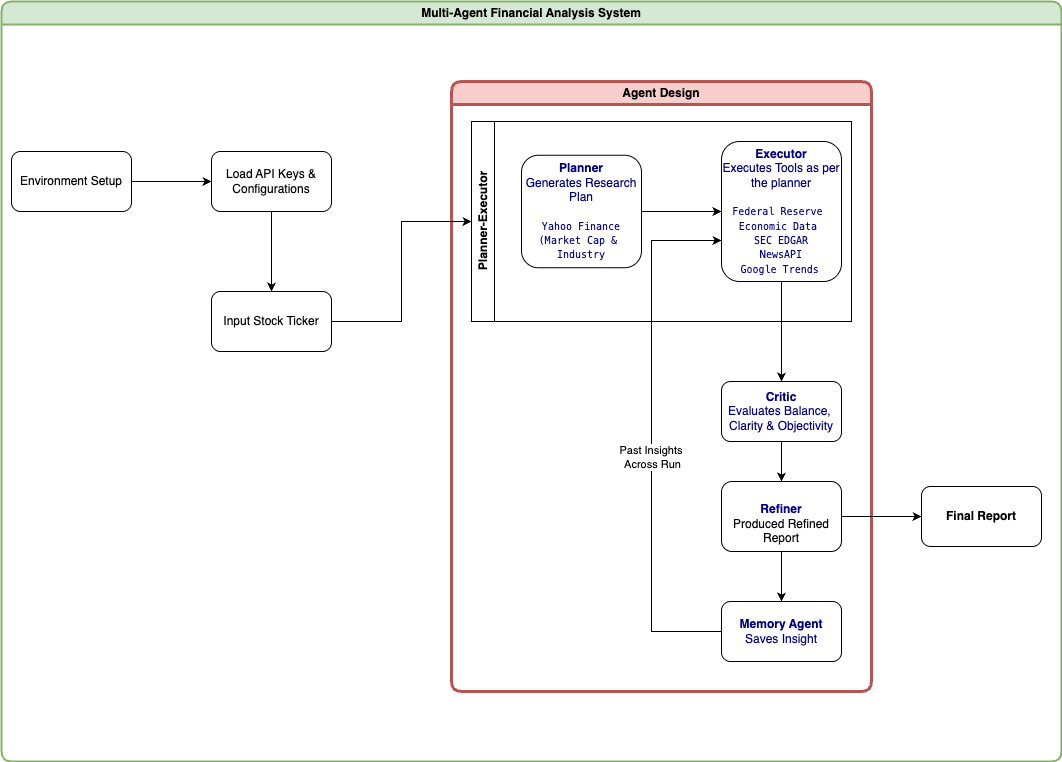 Multi-Agent Financial Analysis System
Agent Design
Environment Setup
Load API Keys &
Configurations
Input Stock Ticker
Planner-Executor
Planner
Generates Research
Plan
Yahoo Finance
(Market Cap &
Industry
Executor
Executes Tools as per
the planner
Federal Reserve
Economic Data
SEC EDGAR
NewsAPI
Google Trends
Critic
Evaluates Balance,
Clarity & Objectivity
Past Insights
Across Run
Refiner
Produced Refined
Report
Final Report
Memory Agent
Saves Insight